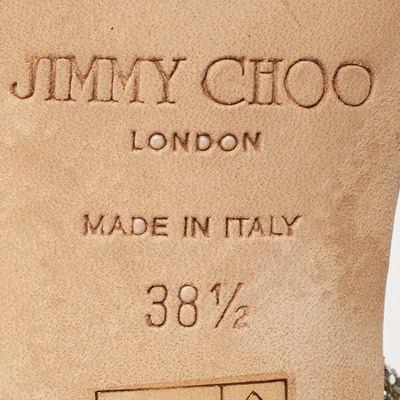 JIMMY CHOO
LONDON
MADE IN ITALY
38½